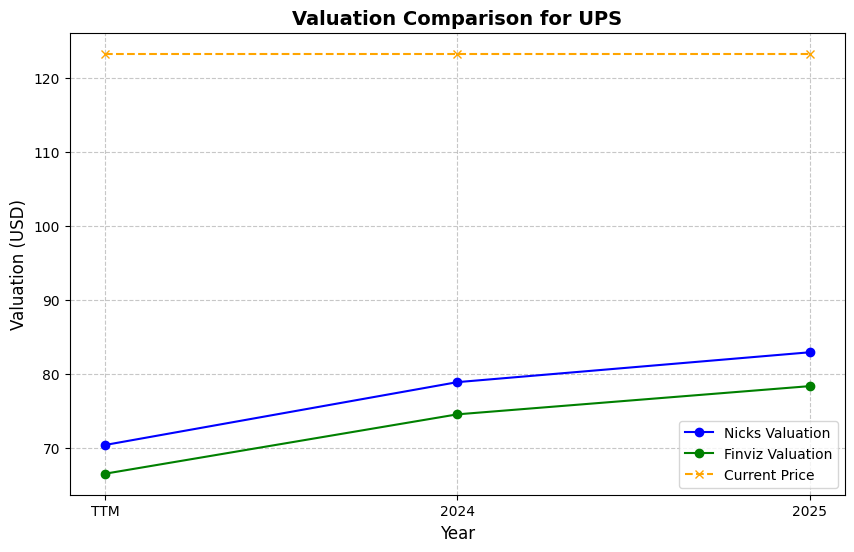 Valuation Comparison for UPS
Valuation (USD)
120
110
100
90
80
70
TTM
2024
2025
Year
Nicks Valuation
Finviz Valuation
Current Price